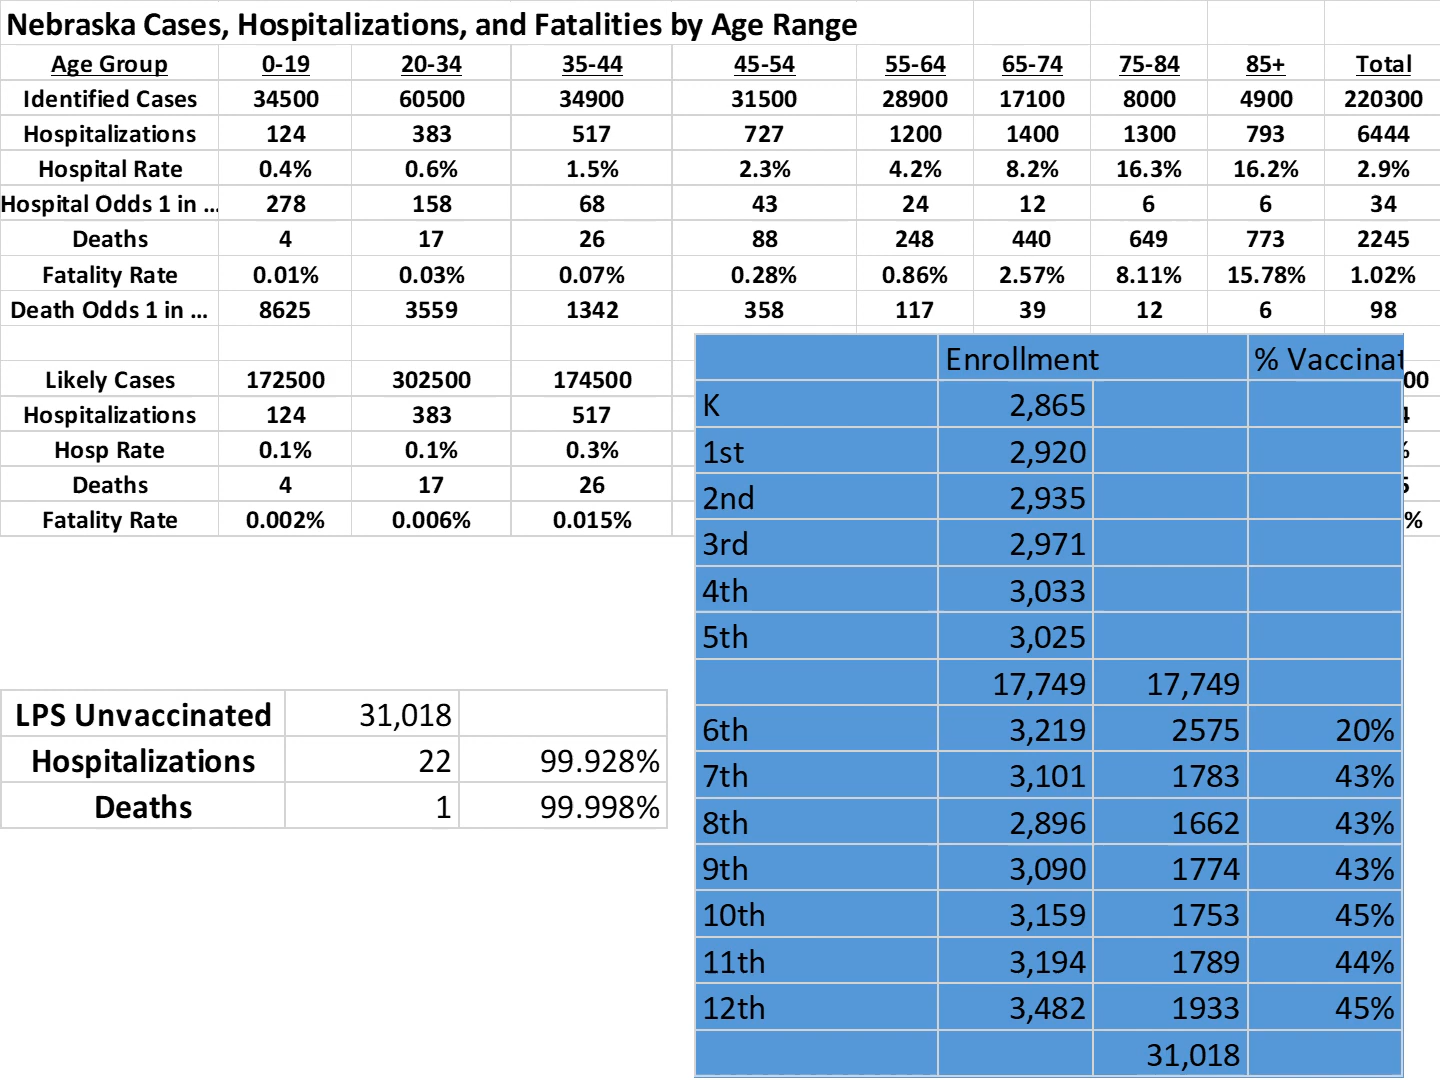 Nebraska Cases, Hospitalizations, and Fatalities by Age Range
Age Group 0-19 20-34 35-44 45-54 55-64 65-74 75-84 85+ Total
Identified Cases 34500 60500 34900 31500 28900 17100 8000 4900 220300
Hospitalizations 124 383 517 727 1200 1400 1300 793 6444
Hospital Rate 0.4% 0.6% 1.5% 2.3% 4.2% 8.2% 16.3% 16.2% 2.9%
Hospital Odds 1 in ... 278 158 68 43 24 12 6 6 34
Deaths 4 17 26 88 248 440 649 773 2245
Fatality Rate 0.01% 0.03% 0.07% 0.28% 0.86% 2.57% 8.11% 15.78% 1.02%
Death Odds 1 in ... 8625 3559 1342 358 117 39 12 6 98
Likely Cases 172500 302500 174500
Hospitalizations 124 383 517
Hosp Rate 0.1% 0.1% 0.3%
Deaths 4 17 26
Fatality Rate 0.002% 0.006% 0.015%
Enrollment % Vaccinat
K 2,865
1st 2,920
2nd 2,935
3rd 2,971
4th 3,033
5th 3,025
17,749 17,749
6th 3,219 2575 20%
7th 3,101 1783 43%
8th 2,896 1662 43%
9th 3,090 1774 43%
10th 3,159 1753 45%
11th 3,194 1789 44%
12th 3,482 1933 45%
31,018
LPS Unvaccinated 31,018
Hospitalizations 22 99.928%
Deaths 1 99.998%